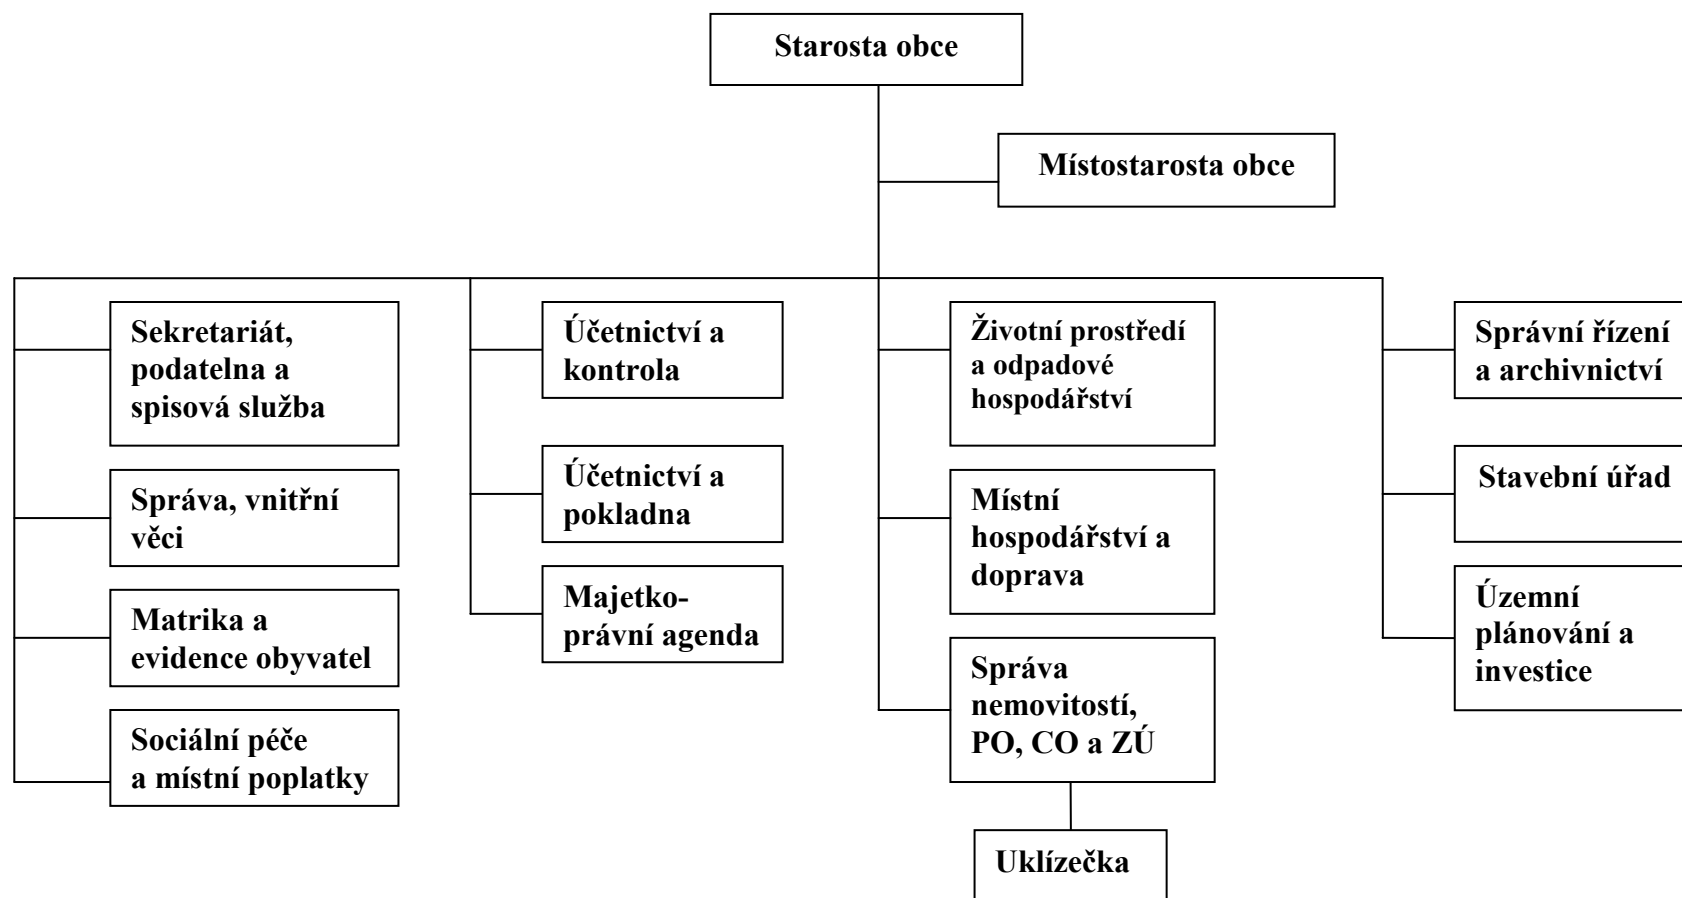 Starosta obce
Místostarosta obce
Sekretariát,
podatelna a
spisová služba
Správa, vnitřní
věci
Matrika a
evidence obyvatel
Sociální péče
a místní poplatky
Účetnictví a
kontrola
Účetnictví a
pokladna
Majetko-
právní agenda
Životní prostředí
a odpadové
hospodářství
Místní
hospodářství a
doprava
Správa
nemovitostí,
PO, CO a ZÚ
Uklízečka
Správní řízení
a archivnictví
Stavební úřad
Územní
plánování a
investice